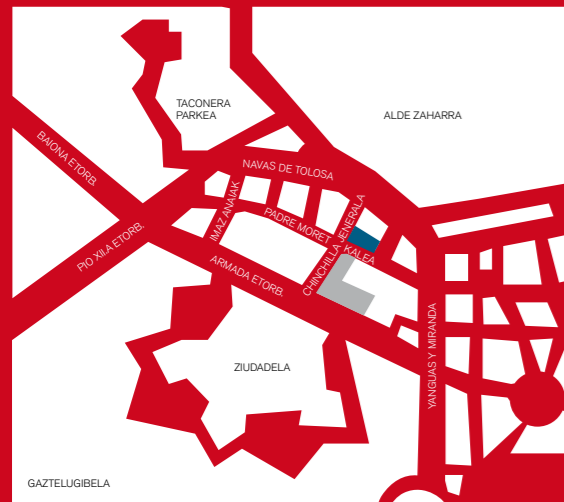 TACONERA
PARKEA
ALDE ZAHARRA
BAIONA ETORB.
NAVAS DE TOLOSA
IMAZ ANAIAK
PADRE MORET KALEA
CHINCHILLA JENERALA
PIO XILA ETORB.
ARMADA ETORB.
YANGUAS Y MIRANDA
ZIUDADELA
GAZTELUGIBELA